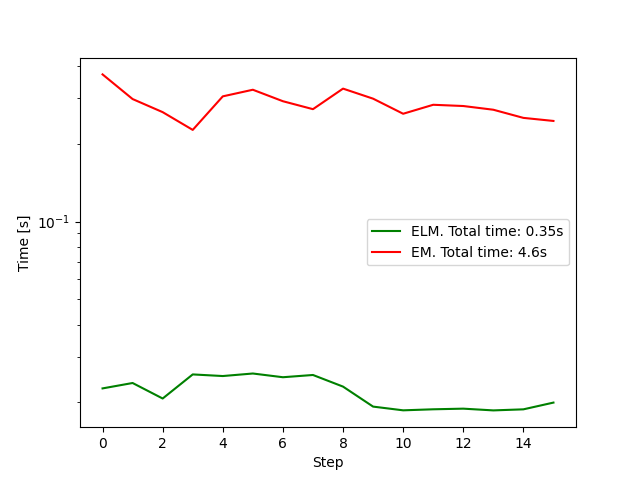 Time [s]
10⁻¹
ELM. Total time: 0.35s
EM. Total time: 4.6s
0 2 4 6 8 10 12 14
Step